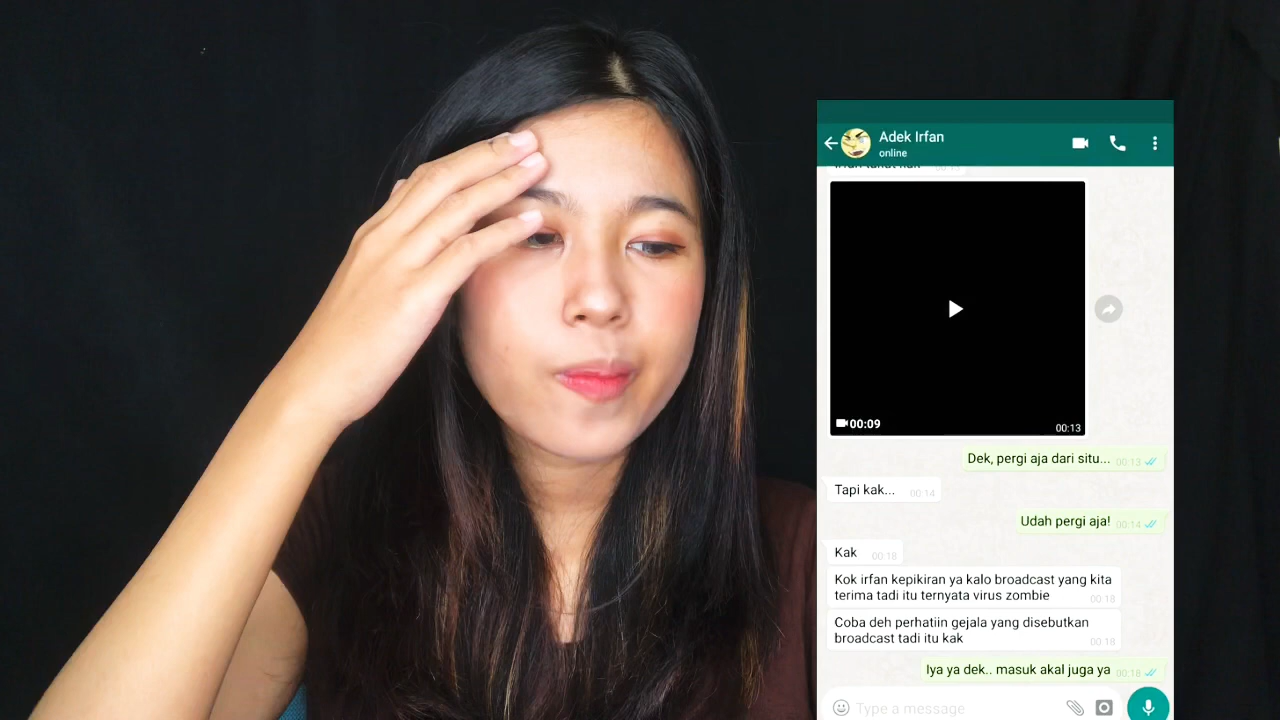 Adek Irfan
online
00:09
00:13
Dek, pergi aja dari situ... 00:13
Tapi kak... 00:14
Udah pergi aja! 00:14
Kak 00:18
Kok irfan kepikiran ya kalo broadcast yang kita
terima tadi itu ternyata virus zombie 00:18
Coba deh perhatiin gejala yang disebutkan
broadcast tadi itu kak 00:18
Iya ya dek.. masuk akal juga ya 00:18
Type a message